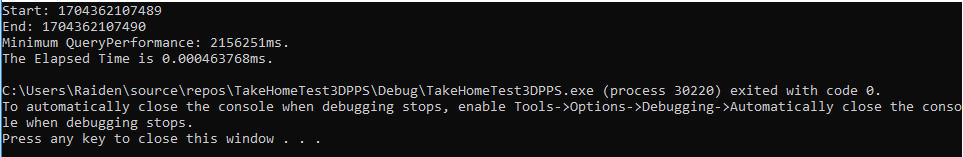 Start: 1704362107489
End: 1704362107490
Minimum QueryPerformance: 2156251ms.
The Elapsed Time is 0.000463768ms.
C:\Users\Raiden\source\repos\TakeHomeTest3DPPS\Debug\TakeHomeTest3DPPS.exe (process 30220) exited with code 0.
To automatically close the console when debugging stops, enable Tools->Options->Debugging->Automatically close the conso
le when debugging stops.
Press any key to close this window . . .